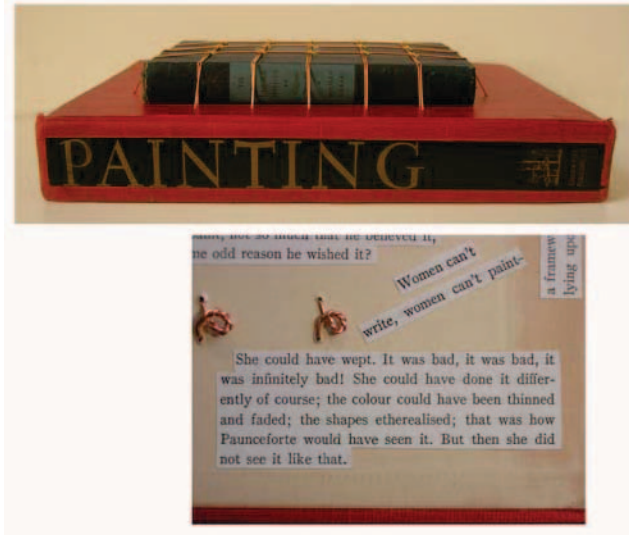 PAINTING
ne odd reason he wished it?
Women can't
write, women can't paint-
a framew
lying upo
She could have wept. It was bad, it was bad, it
was infinitely bad! She could have done it differ-
ently of course; the colour could have been thinned
and faded; the shapes etherealised; that was how
Paunceforte would have seen it. But then she did
not see it like that.